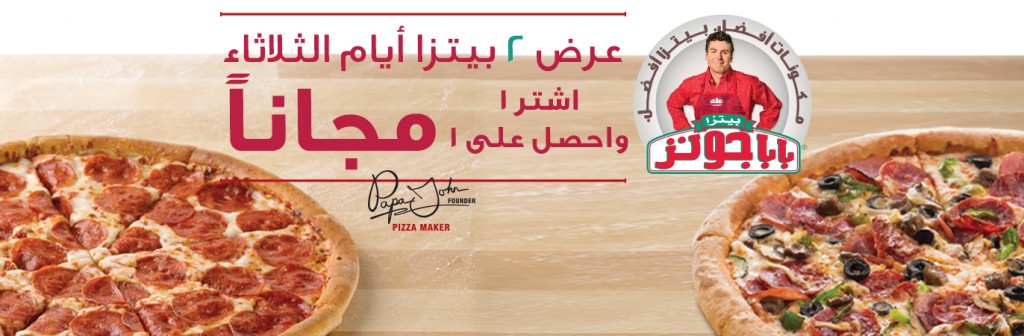 عرض ٢ بيتزا أيام الثلاثاء
اشتر ١
واحصل على ١ مجاناً
مكونات أفضل. بيتزا أفضل.
بيتزا
بابا جونز
Papa John
FOUNDER
PIZZA MAKER